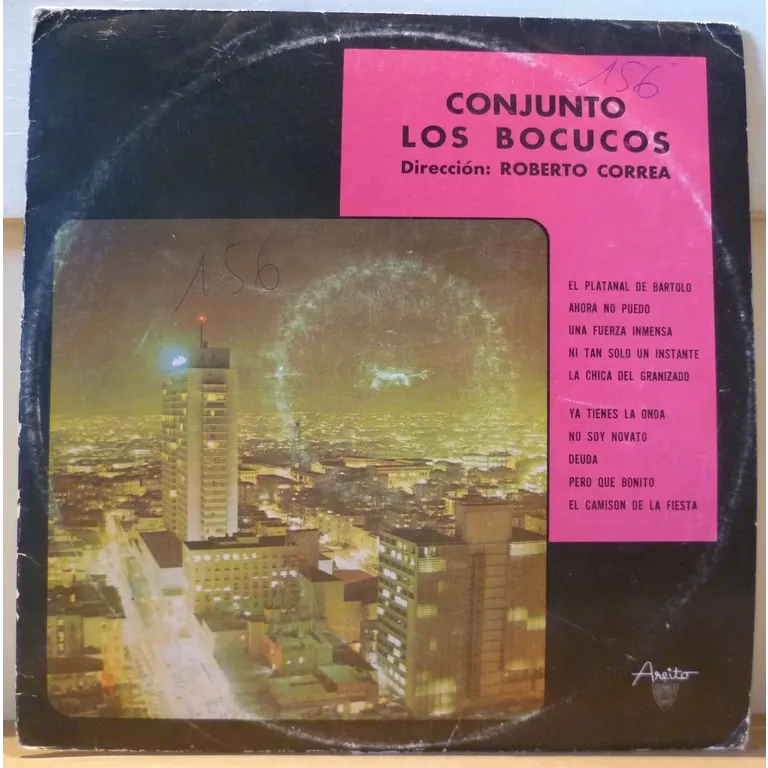 156
CONJUNTO
LOS BOCUCOS
Dirección: ROBERTO CORREA
156
EL PLATANAL DE BARTOLO
AHORA NO PUEDO
UNA FUERZA INMENSA
NI TAN SOLO UN INSTANTE
LA CHICA DEL GRANIZADO
YA TIENES LA ONDA
NO SOY NOVATO
DEUDA
PERO QUE BONITO
EL CAMISON DE LA FIESTA
Areito